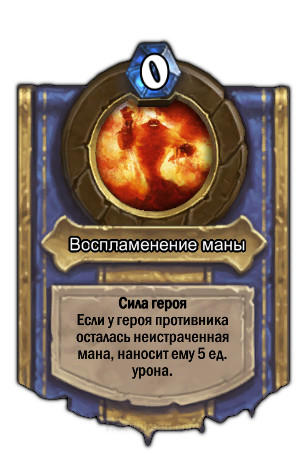 0
Воспламенение маны
Сила героя
Если у героя противника
осталась неистраченная
мана, наносит ему 5 ед.
урона.